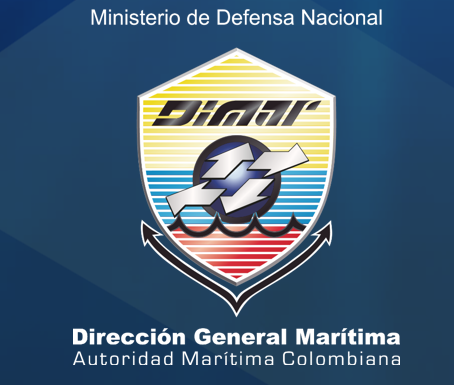 Ministerio de Defensa Nacional
Dimar
Dirección General Marítima
Autoridad Marítima Colombiana